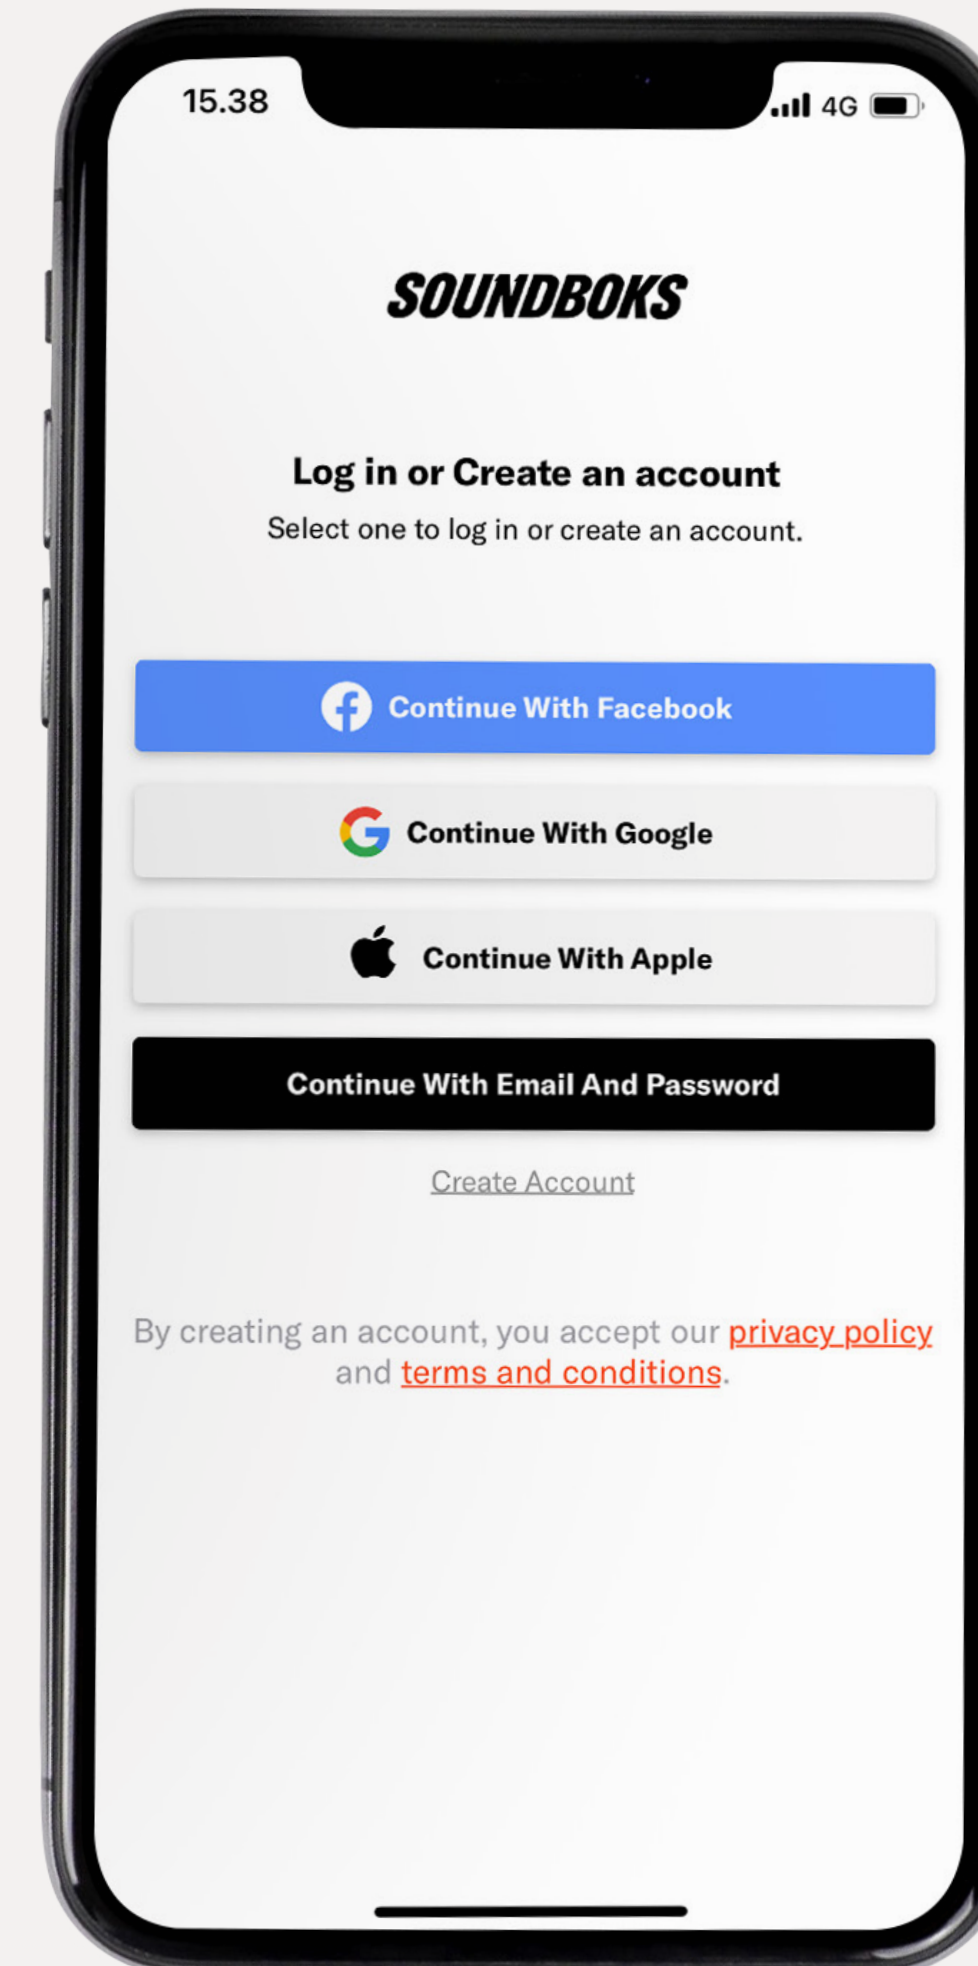 15.38
4G
SOUNDBOKS
Log in or Create an account
Select one to log in or create an account.
Continue With Facebook
Continue With Google
Continue With Apple
Continue With Email And Password
Create Account
By creating an account, you accept our privacy policy
and terms and conditions.